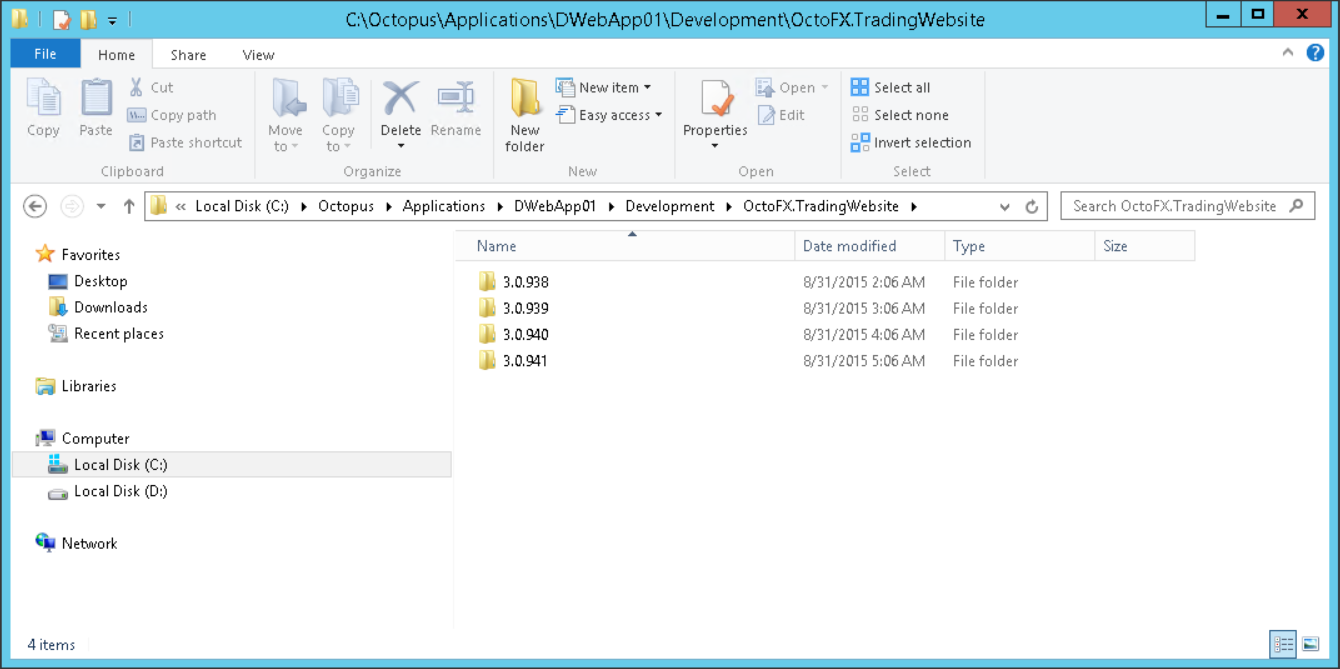 C:\Octopus\Applications\DWebApp01\Development\OctoFX.TradingWebsite
File Home Share View
Copy
Paste
Cut
Copy path
Paste shortcut
Clipboard
Move to
Copy to
Delete
Rename
Organize
New folder
New item
Easy access
New
Properties
Open
Edit
Open
Select all
Select none
Invert selection
Select
« Local Disk (C:) Octopus Applications DWebApp01 Development OctoFX.TradingWebsite
Search OctoFX.TradingWebsite
Favorites
Desktop
Downloads
Recent places
Libraries
Computer
Local Disk (C:)
Local Disk (D:)
Network
Name Date modified Type Size
3.0.938 8/31/2015 2:06 AM File folder
3.0.939 8/31/2015 3:06 AM File folder
3.0.940 8/31/2015 4:06 AM File folder
3.0.941 8/31/2015 5:06 AM File folder
4 items